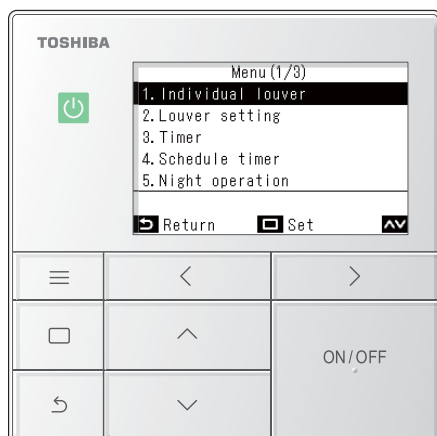 TOSHIBA
Menu(1/3)
1. Individual louver
2. Louver setting
3. Timer
4. Schedule timer
5. Night operation
Return Set
ON/OFF